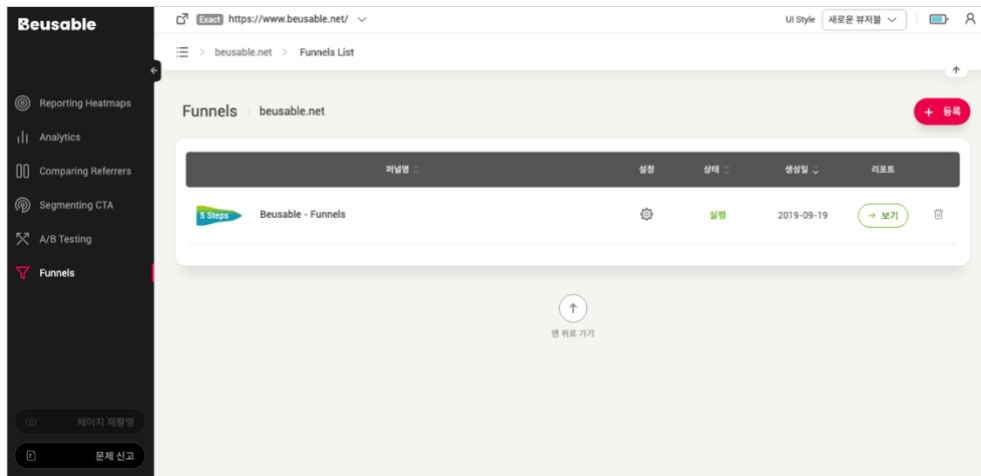 Beusable
Exact https://www.beusable.net/
UI Style 새로운 뷰저블
> beusable.net > Funnels List
Reporting Heatmaps
Analytics
Comparing Referrers
Segmenting CTA
A/B Testing
Funnels
페이지 재촬영
문제 신고
Funnels beusable.net
+ 등록
퍼널명 설정 상태 생성일 리포트
5 Steps Beusable - Funnels 실행 2019-09-19 → 보기
맨 위로 가기